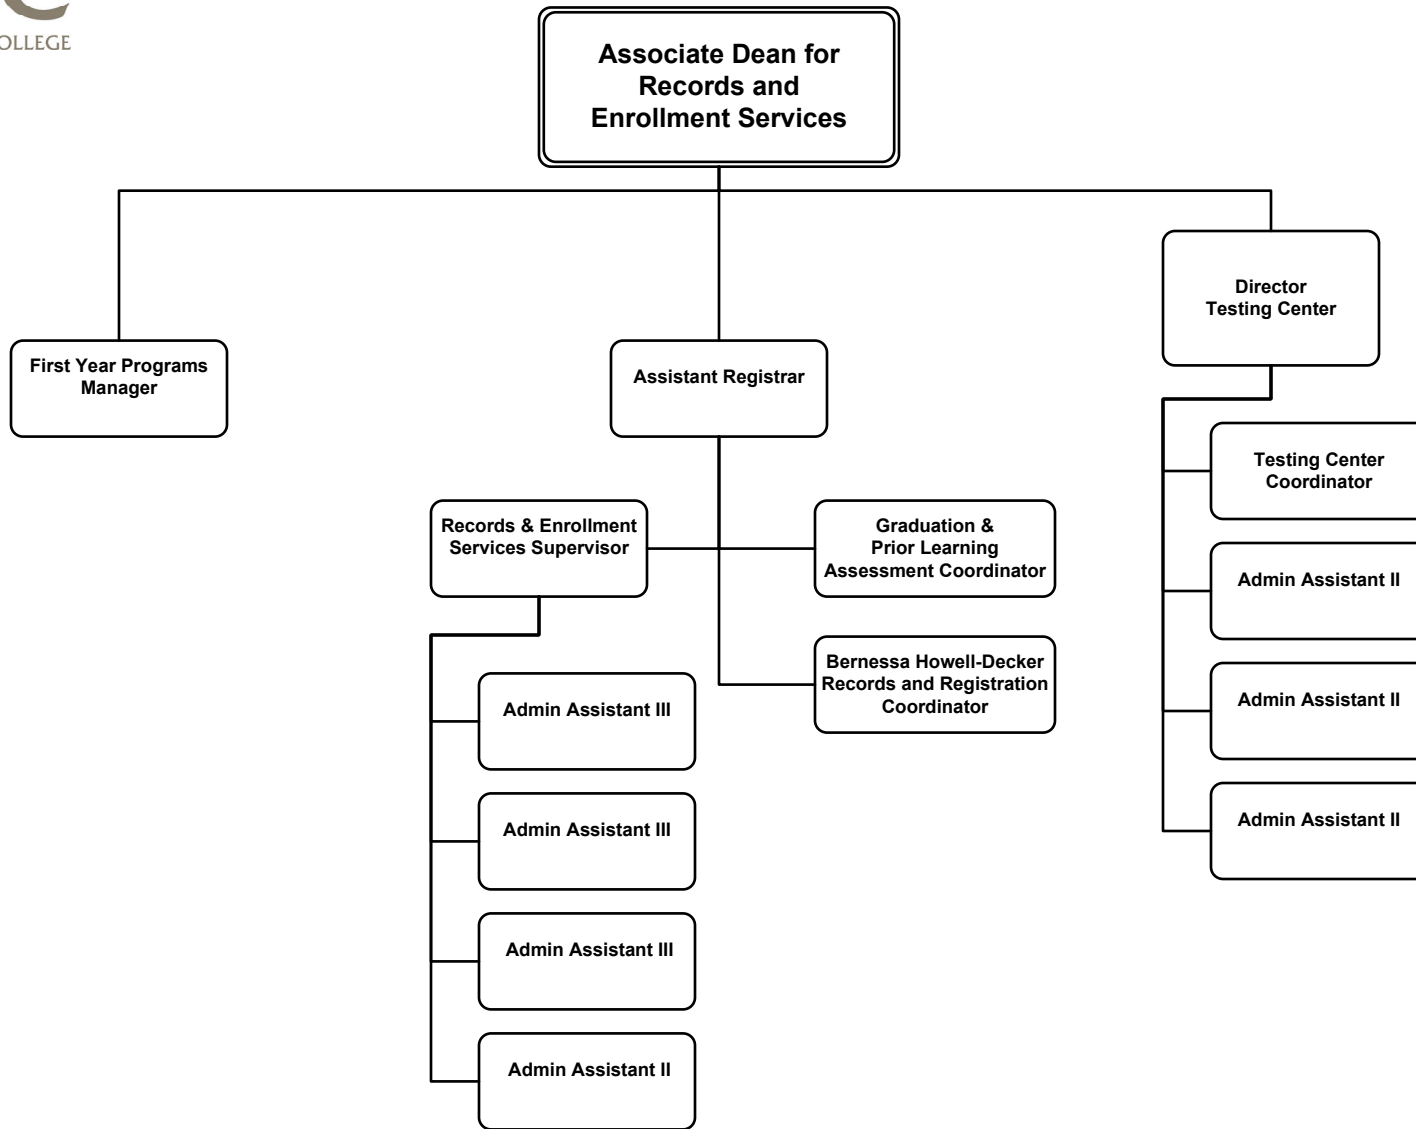 OLLEGE
Associate Dean for
Records and
Enrollment Services
Director
Testing Center
First Year Programs
Manager
Assistant Registrar
Testing Center
Coordinator
Records & Enrollment
Services Supervisor
Graduation &
Prior Learning
Assessment Coordinator
Admin Assistant II
Bernessa Howell-Decker
Records and Registration
Coordinator
Admin Assistant II
Admin Assistant III
Admin Assistant II
Admin Assistant III
Admin Assistant III
Admin Assistant II